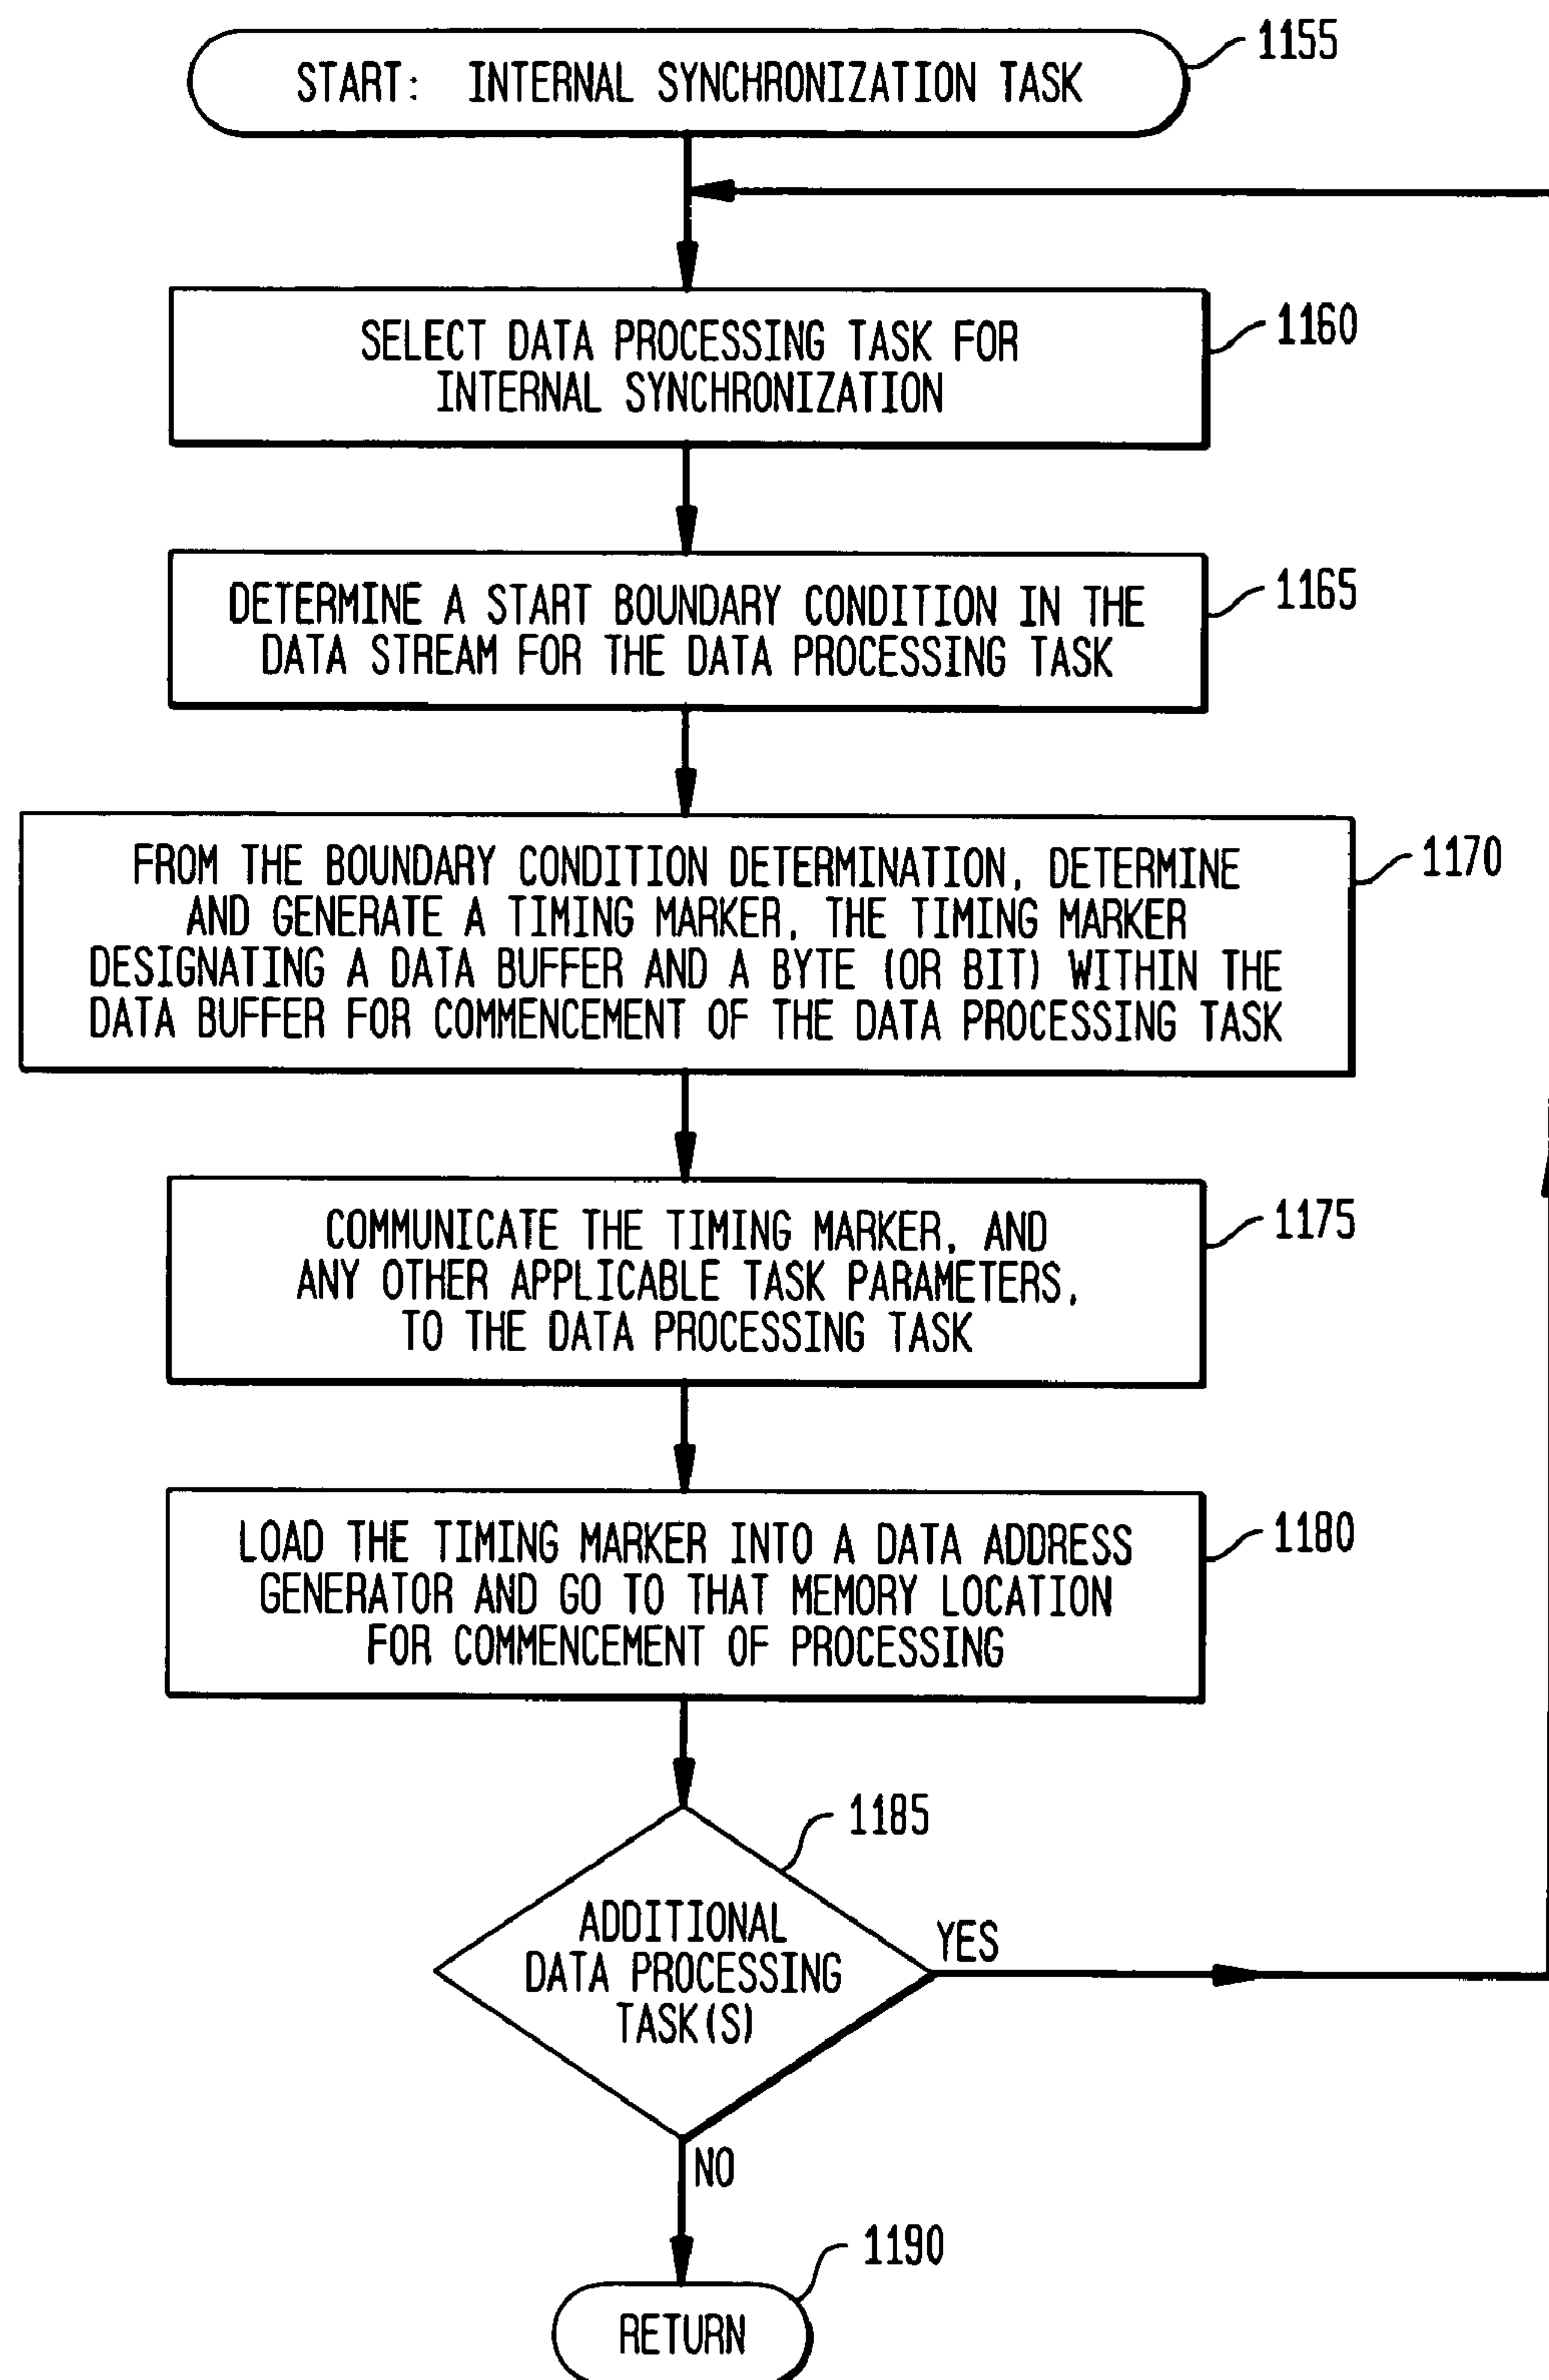 START: INTERNAL SYNCHRONIZATION TASK
1155
SELECT DATA PROCESSING TASK FOR
INTERNAL SYNCHRONIZATION
1160
DETERMINE A START BOUNDARY CONDITION IN THE
DATA STREAM FOR THE DATA PROCESSING TASK
1165
FROM THE BOUNDARY CONDITION DETERMINATION, DETERMINE
AND GENERATE A TIMING MARKER, THE TIMING MARKER
DESIGNATING A DATA BUFFER AND A BYTE (OR BIT) WITHIN THE
DATA BUFFER FOR COMMENCEMENT OF THE DATA PROCESSING TASK
1170
COMMUNICATE THE TIMING MARKER, AND
ANY OTHER APPLICABLE TASK PARAMETERS,
TO THE DATA PROCESSING TASK
1175
LOAD THE TIMING MARKER INTO A DATA ADDRESS
GENERATOR AND GO TO THAT MEMORY LOCATION
FOR COMMENCEMENT OF PROCESSING
1180
1185
ADDITIONAL
DATA PROCESSING
TASK(S)
YES
NO
1190
RETURN